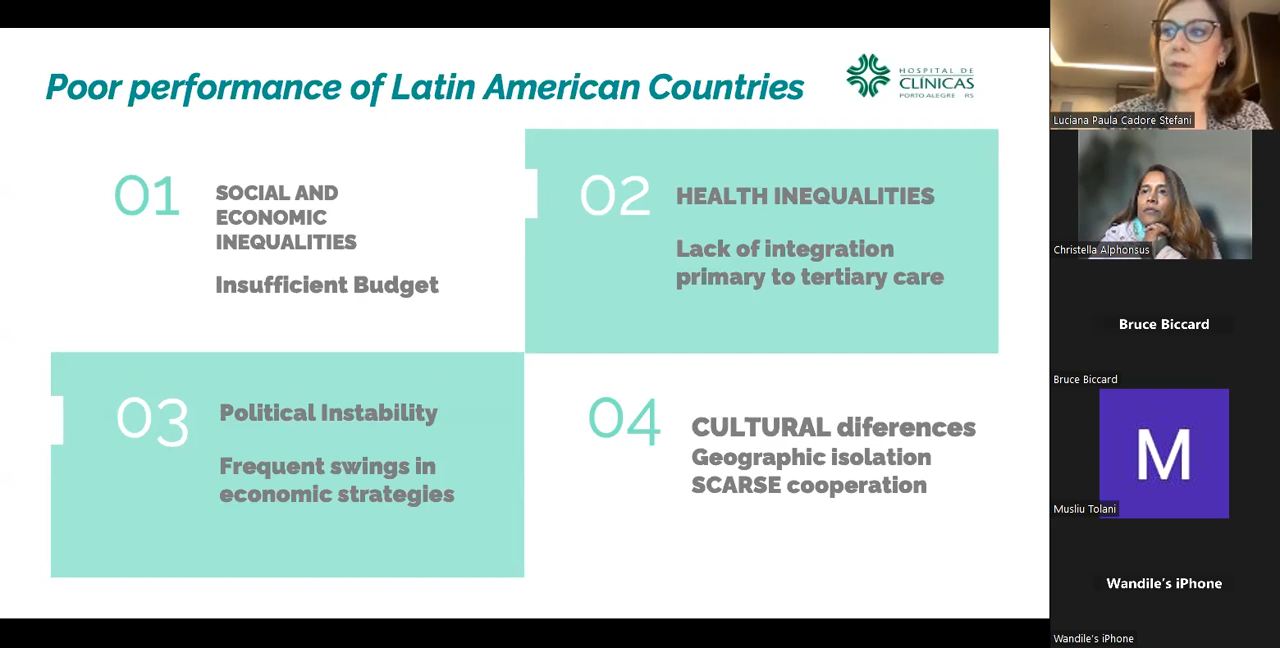 Poor performance of Latin American Countries
HOSPITAL DE
CLÍNICAS
PORTO ALEGRE RS
01
SOCIAL AND
ECONOMIC
INEQUALITIES
Insufficient Budget
02
HEALTH INEQUALITIES
Lack of integration
primary to tertiary care
03
Political Instability
Frequent swings in
economic strategies
04
CULTURAL diferences
Geographic isolation
SCARSE cooperation
Luciana Paula Cadore Stefani
Christella Alphonsus
Bruce Biccard
Bruce Biccard
M
Musliu Tolani
Wandile's iPhone
Wandile's iPhone